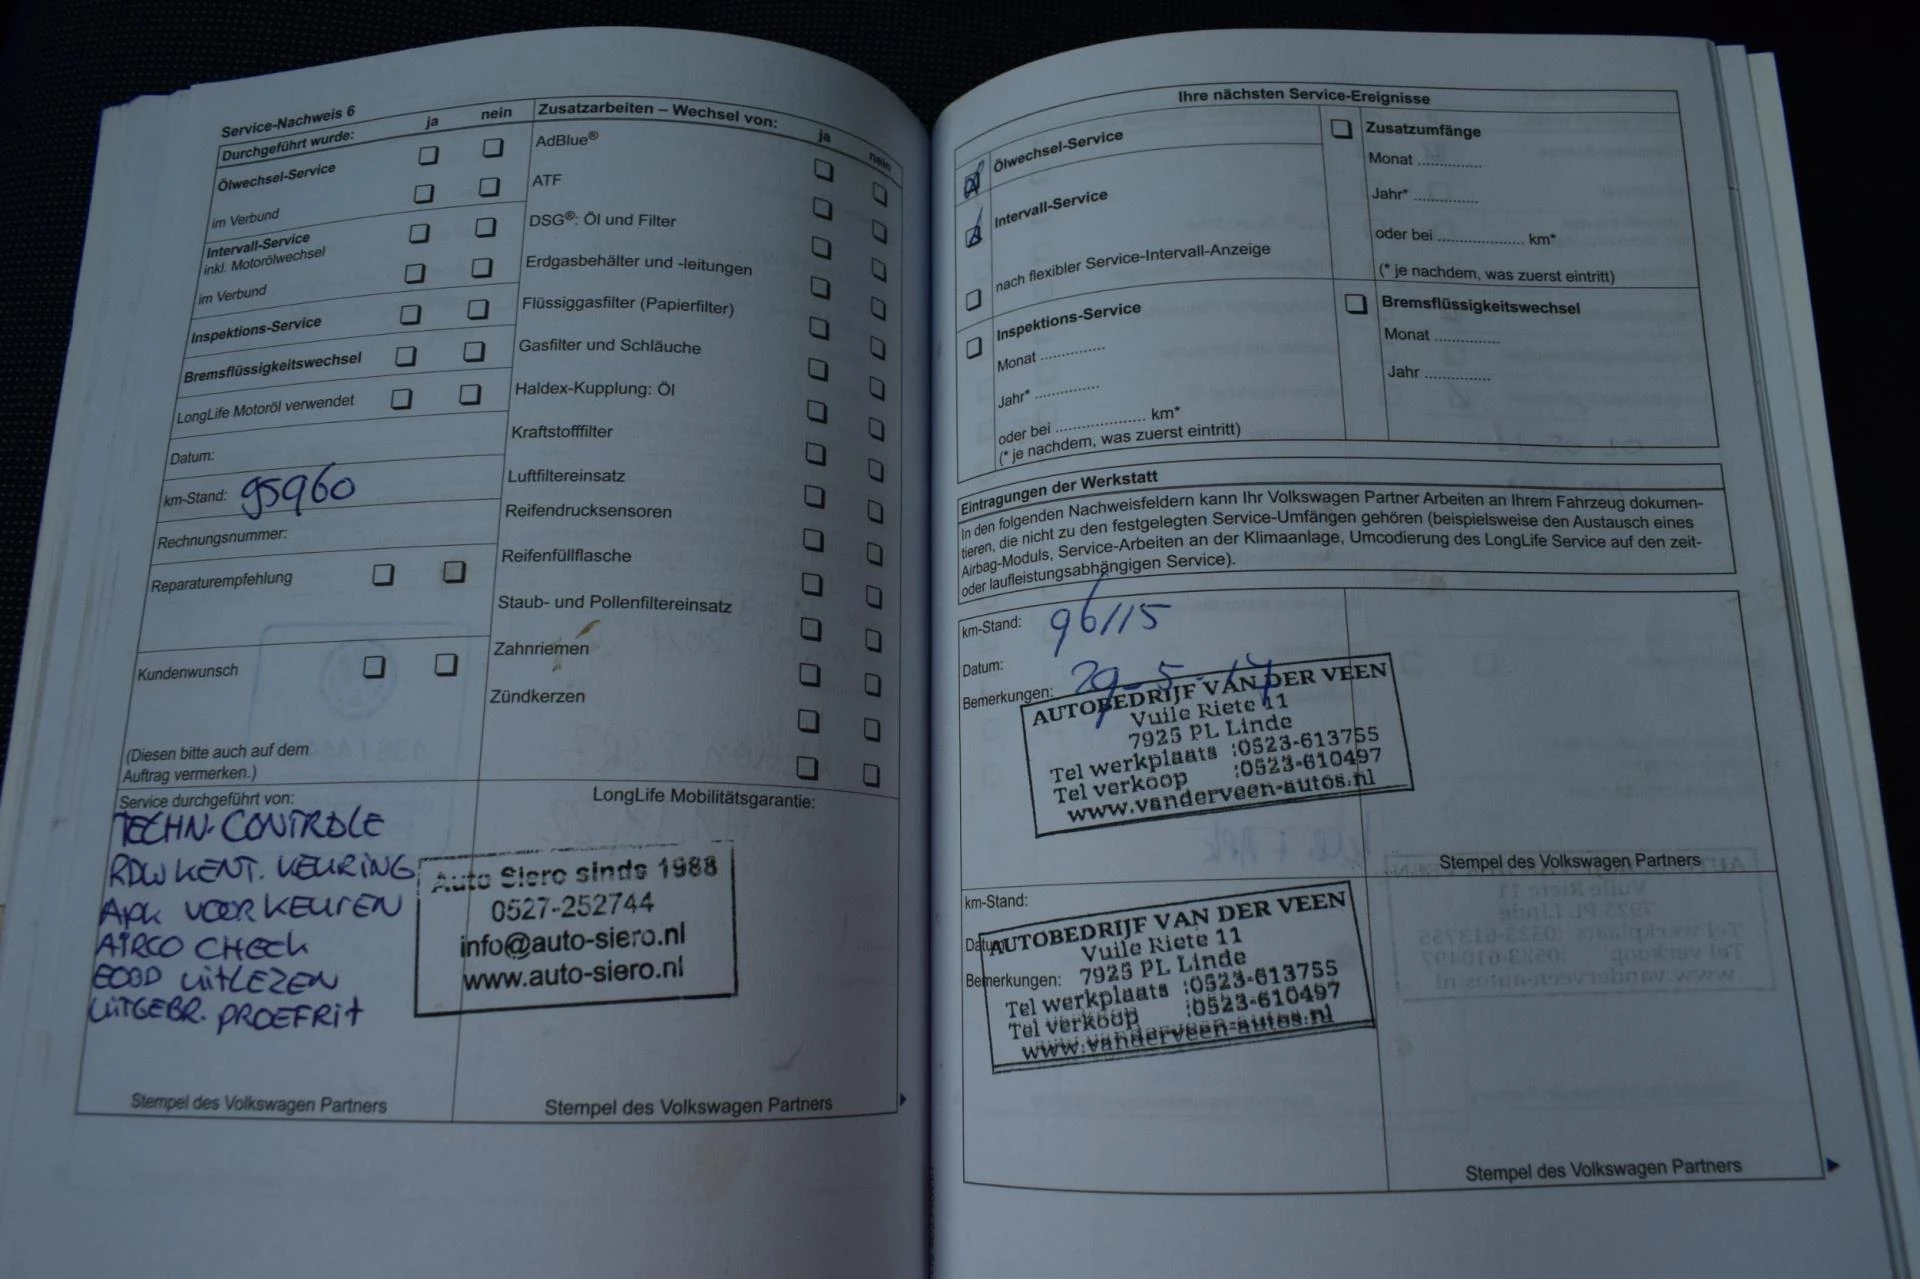 Service-Nachweis 6
Durchgeführt wurde: ja nein
Ölwechsel-Service
im Verbund
Intervall-Service
inkl. Motorölwechsel
im Verbund
Inspektions-Service
Bremsflüssigkeitswechsel
LongLife Motoröl verwendet
Datum:
km-Stand: 95960
Rechnungsnummer:
Reparaturempfehlung
Kundenwunsch
(Diesen bitte auch auf dem
Auftrag vermerken.)
Zusatzarbeiten – Wechsel von: ja nein
AdBlue®
ATF
DSG®: Öl und Filter
Erdgasbehälter und -leitungen
Flüssiggasfilter (Papierfilter)
Gasfilter und Schläuche
Haldex-Kupplung: Öl
Kraftstofffilter
Luftfiltereinsatz
Reifendrucksensoren
Reifenfüllflasche
Staub- und Pollenfiltereinsatz
Zahnriemen
Zündkerzen
Service durchgeführt von:
TECHN. CONTROLE
RDW KENT. KEURING
APK VOORKEUREN
AIRCO CHECK
EOBD UITLEZEN
UITGEBR. PROEFRIT
Stempel des Volkswagen Partners
LongLife Mobilitätsgarantie:
Auto Siero sinds 1988
0527-252744
info@auto-siero.nl
www.auto-siero.nl
Stempel des Volkswagen Partners
Ihre nächsten Service-Ereignisse
Ölwechsel-Service
Intervall-Service
nach flexibler Service-Intervall-Anzeige
Inspektions-Service
Monat ...............
Jahr* ...............
oder bei ..................... km*
(* je nachdem, was zuerst eintritt)
Zusatzumfänge
Monat ...............
Jahr* ...............
oder bei .................... km*
(* je nachdem, was zuerst eintritt)
Bremsflüssigkeitswechsel
Monat ...............
Jahr ...............
Eintragungen der Werkstatt
In den folgenden Nachweisfeldern kann Ihr Volkswagen Partner Arbeiten an Ihrem Fahrzeug dokumen-
tieren, die nicht zu den festgelegten Service-Umfängen gehören (beispielsweise den Austausch eines
Airbag-Moduls, Service-Arbeiten an der Klimaanlage, Umcodierung des LongLife Service auf den zeit-
oder laufleistungsabhängigen Service).
km-Stand: 96115
Datum: 29-5-17
Bemerkungen:
AUTOBEDRIJF VAN DER VEEN
Vuile Riete 11
7925 PL Linde
Tel werkplaats :0523-613755
Tel verkoop :0523-610497
www.vanderveen-autos.nl
Stempel des Volkswagen Partners
km-Stand:
Datum:
Bemerkungen:
AUTOBEDRIJF VAN DER VEEN
Vuile Riete 11
7925 PL Linde
Tel werkplaats :0523-613755
Tel verkoop :0523-610497
www.vanderveen-autos.nl
Stempel des Volkswagen Partners